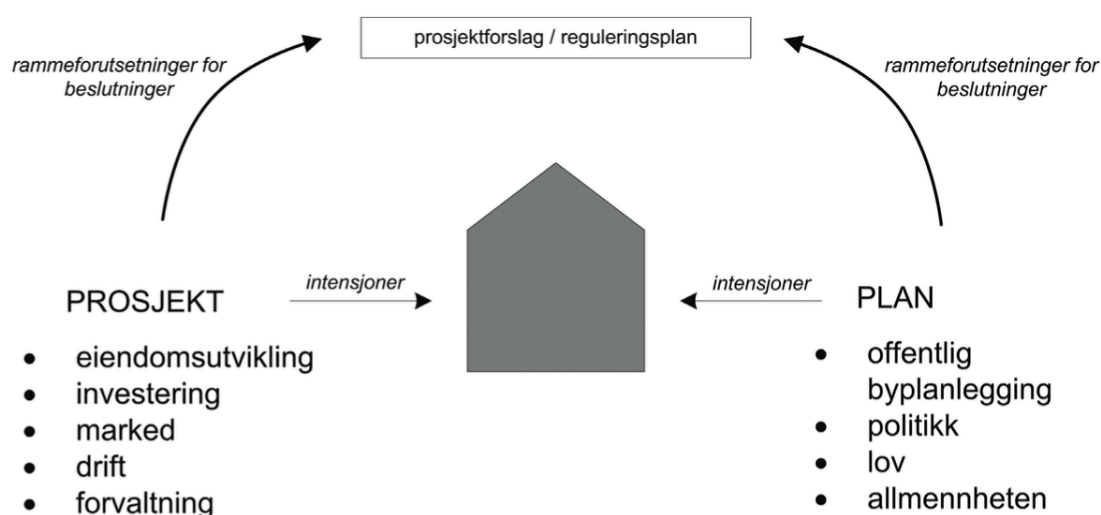 prosjektforslag / reguleringsplan
rammeforutsetninger for
beslutninger
rammeforutsetninger for
beslutninger
intensjoner
intensjoner
PROSJEKT
• eiendomsutvikling
• investering
• marked
• drift
• forvaltning
PLAN
• offentlig
byplanlegging
• politikk
• lov
• allmennheten